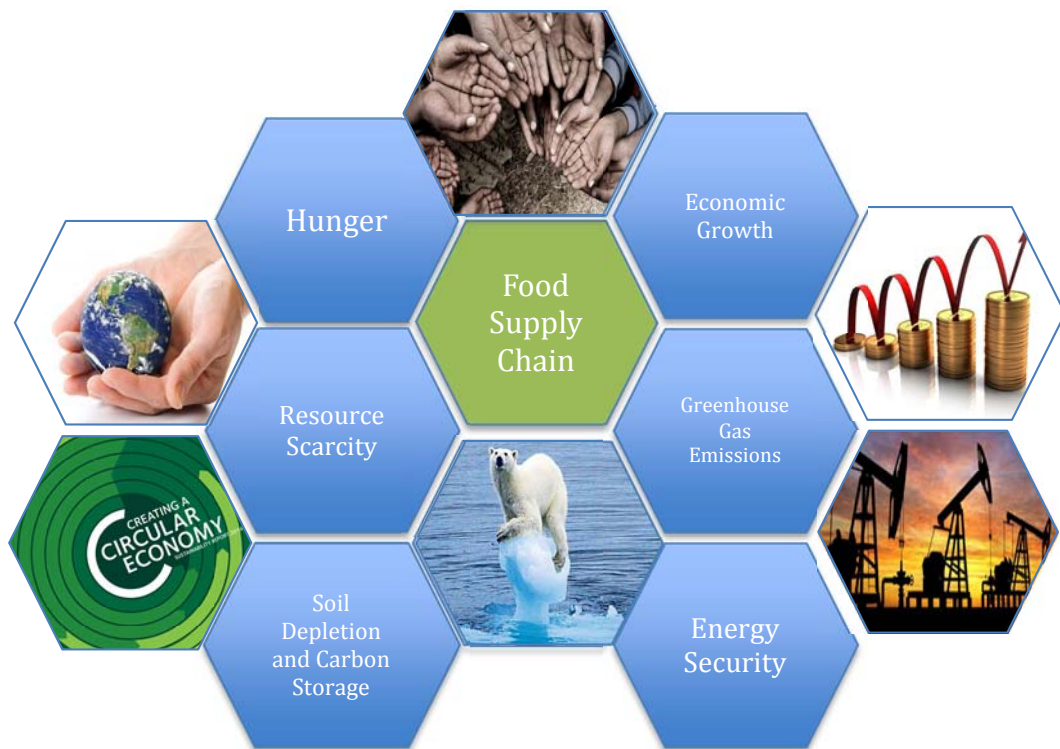 Hunger
Economic
Growth
Food
Supply
Chain
Resource
Scarcity
Greenhouse
Gas
Emissions
CREATING A
CIRCULAR
ECONOMY
Soil
Depletion
and Carbon
Storage
Energy
Security